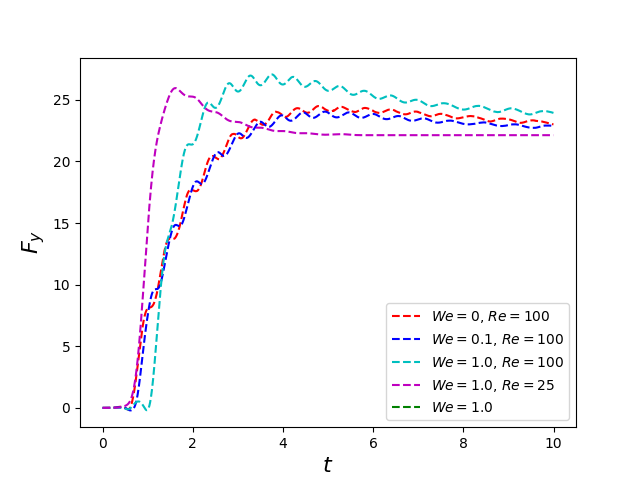 25
20
15
10
5
0
F_y
0 2 4 6 8 10
t
We = 0, Re = 100
We = 0.1, Re = 100
We = 1.0, Re = 100
We = 1.0, Re = 25
We = 1.0